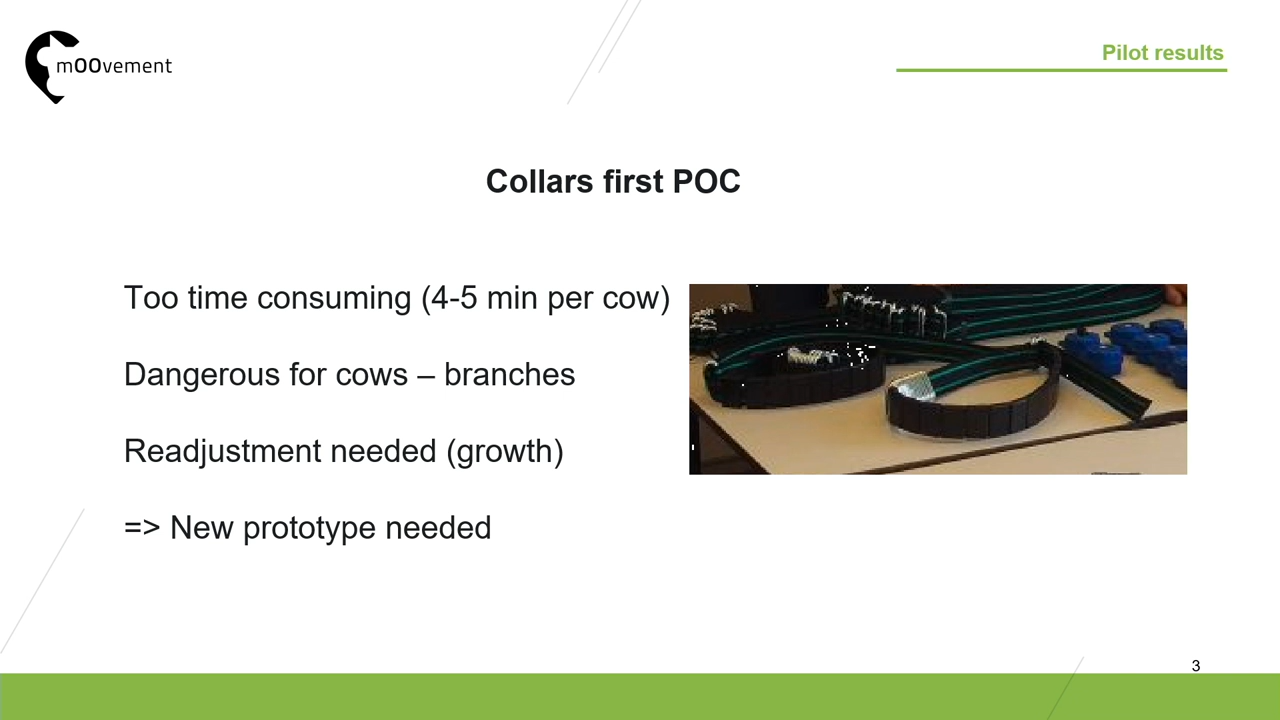 mOOvement
Pilot results
Collars first POC
Too time consuming (4-5 min per cow)
Dangerous for cows – branches
Readjustment needed (growth)
=> New prototype needed
3